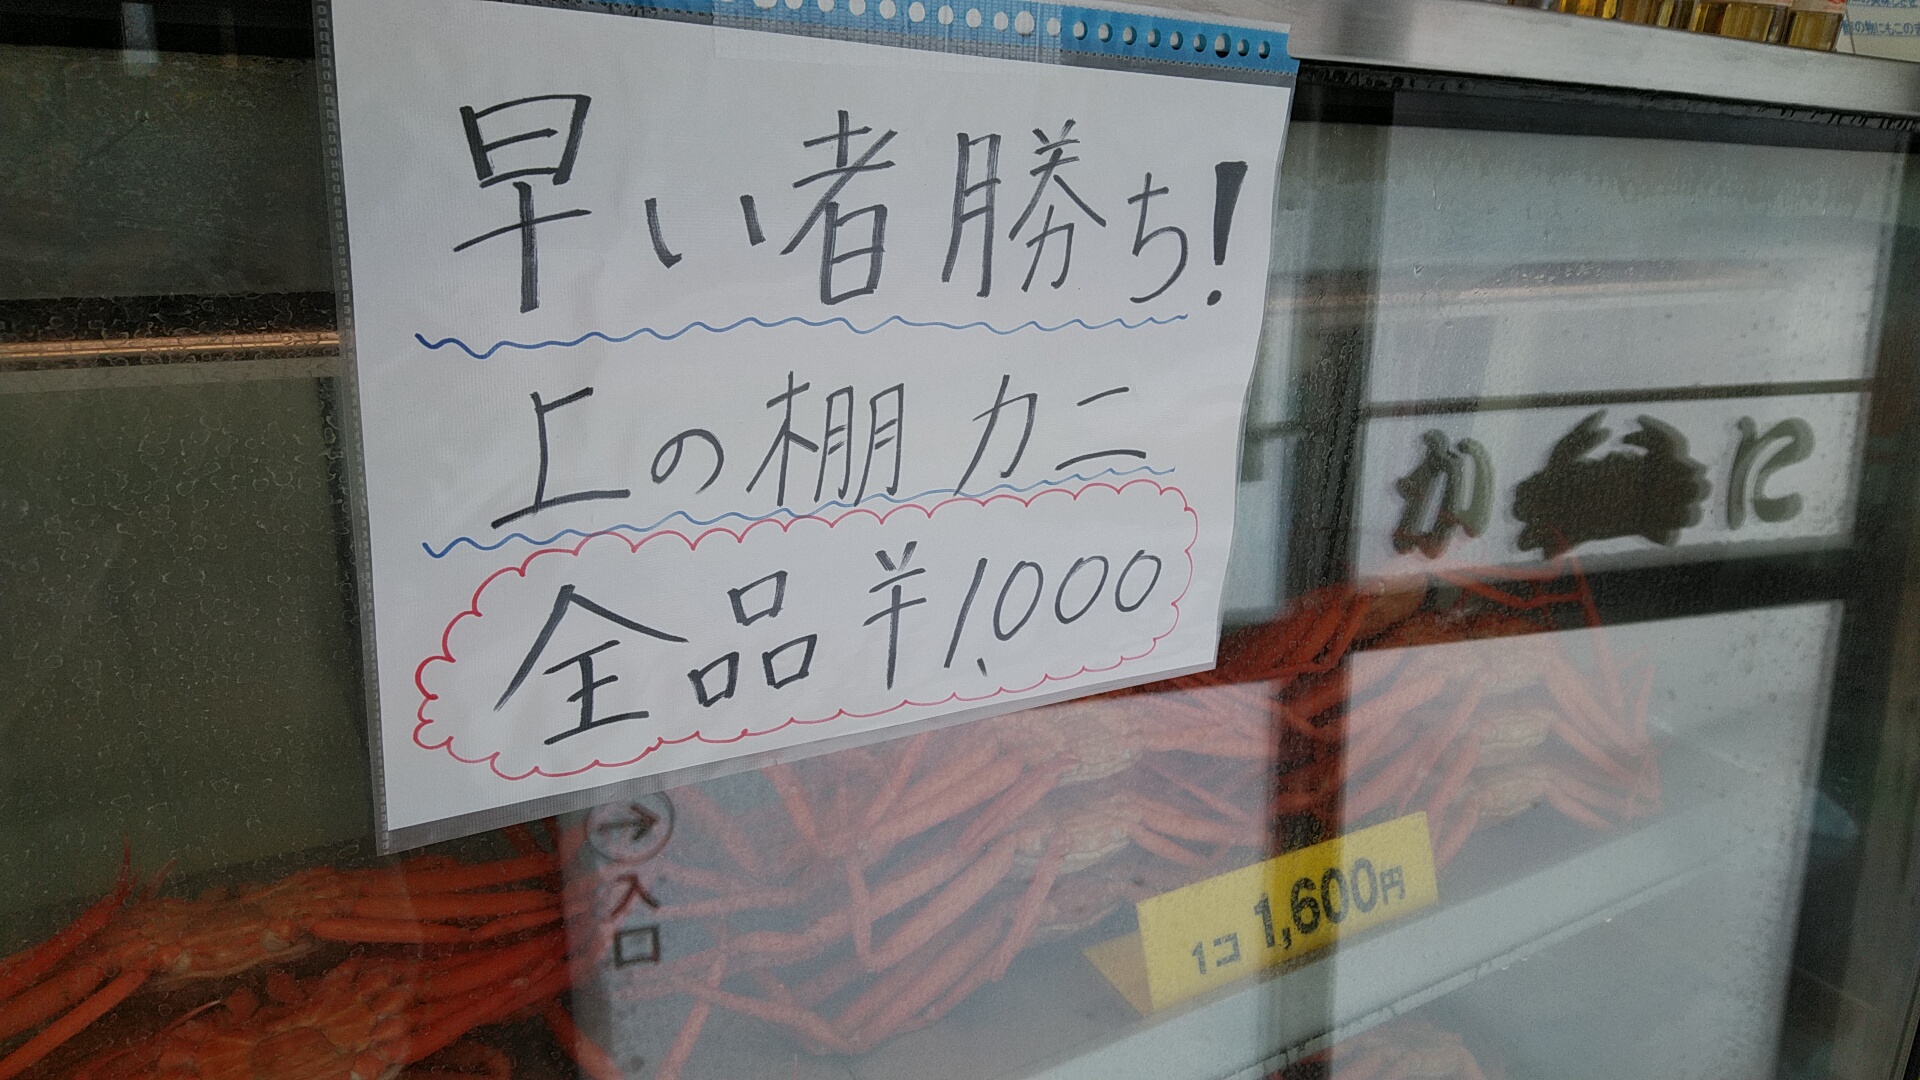 早い者勝ち!
上の棚 カニ
全品 ¥1,000
かに
入口
1コ 1,600円